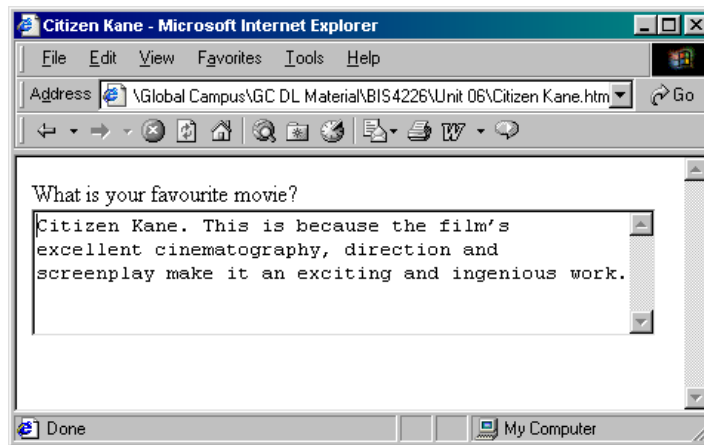 Citizen Kane - Microsoft Internet Explorer
File Edit View Favorites Tools Help
Address \Global Campus\GC DL Material\BIS4226\Unit 06\Citizen Kane.htm Go
What is your favourite movie?
Citizen Kane. This is because the film's
excellent cinematography, direction and
screenplay make it an exciting and ingenious work.
Done My Computer